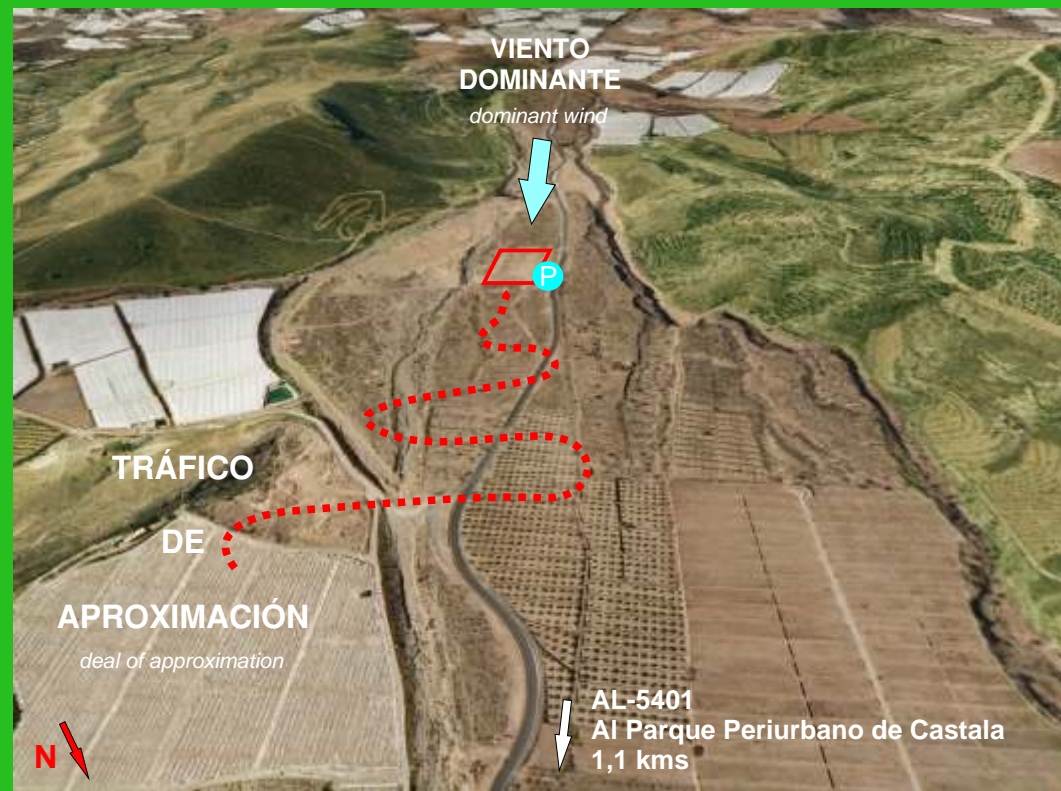 VIENTO
DOMINANTE
dominant wind
P
TRÁFICO
DE
APROXIMACIÓN
deal of approximation
N
AL-5401
Al Parque Periurbano de Castala
1,1 kms